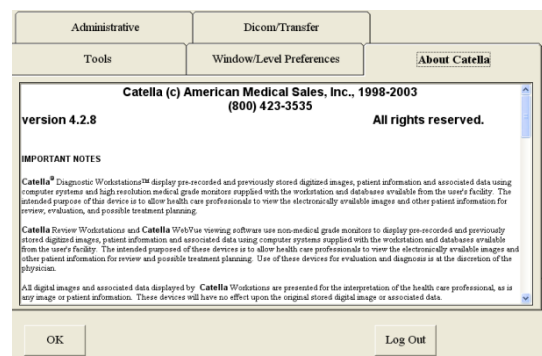 Administrative
Dicom/Transfer
Tools
Window/Level Preferences
About Catella
Catella (c) American Medical Sales, Inc., 1998-2003
(800) 423-3535
version 4.2.8
All rights reserved.
IMPORTANT NOTES
Catella® Diagnostic Workstations™ display pre-recorded and previously stored digitized images, patient information and associated data using
computer systems and high resolution medical grade monitors supplied with the workstation and databases available from the user's facility. The
intended purpose of this device is to allow health care professionals to view the electronically available images and other patient information for
review, evaluation, and possible treatment planning.
Catella Review Workstations and Catella WebVue viewing software use non-medical grade monitors to display pre-recorded and previously
stored digitized images, patient information and associated data using computer systems supplied with the workstation and databases available
from the user's facility. The intended purposed of these devices is to allow health care professionals to view the electronically available images and
other patient information for review and possible treatment planning. Use of these devices for evaluation and diagnosis is at the discretion of the
physician.
All digital images and associated data displayed by Catella Workstions are presented for the interpretation of the health care professional, as is
any image or patient information. These devices will have no effect upon the original stored digital image or associated data.
OK
Log Out